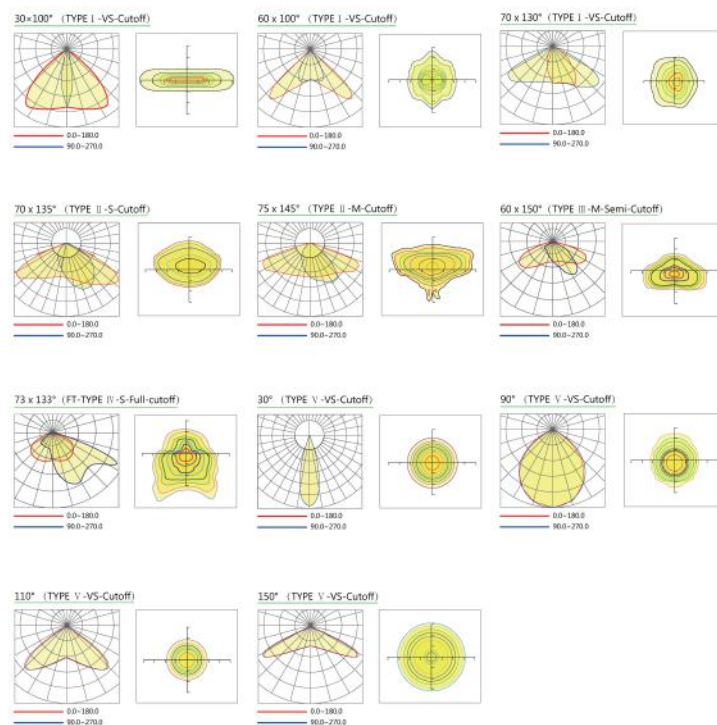 30×100° (TYPE Ⅰ-VS-Cutoff)
60 x 100° (TYPE Ⅰ-VS-Cutoff)
70 x 130° (TYPE Ⅰ-VS-Cutoff)
0.0~180.0
90.0~270.0
0.0~180.0
90.0~270.0
0.0~180.0
90.0~270.0
70 x 135° (TYPE Ⅱ-S-Cutoff)
75 x 145° (TYPE Ⅱ-M-Cutoff)
60 x 150° (TYPE Ⅲ-M-Semi-Cutoff)
0.0~180.0
90.0~270.0
0.0~180.0
90.0~270.0
0.0~180.0
90.0~270.0
73 x 133° (FT-TYPE Ⅳ-S-Full-cutoff)
30° (TYPE Ⅴ-VS-Cutoff)
90° (TYPE Ⅴ-VS-Cutoff)
0.0~180.0
90.0~270.0
0.0~180.0
90.0~270.0
0.0~180.0
90.0~270.0
110° (TYPE Ⅴ-VS-Cutoff)
150° (TYPE Ⅴ-VS-Cutoff)
0.0~180.0
90.0~270.0
0.0~180.0
90.0~270.0